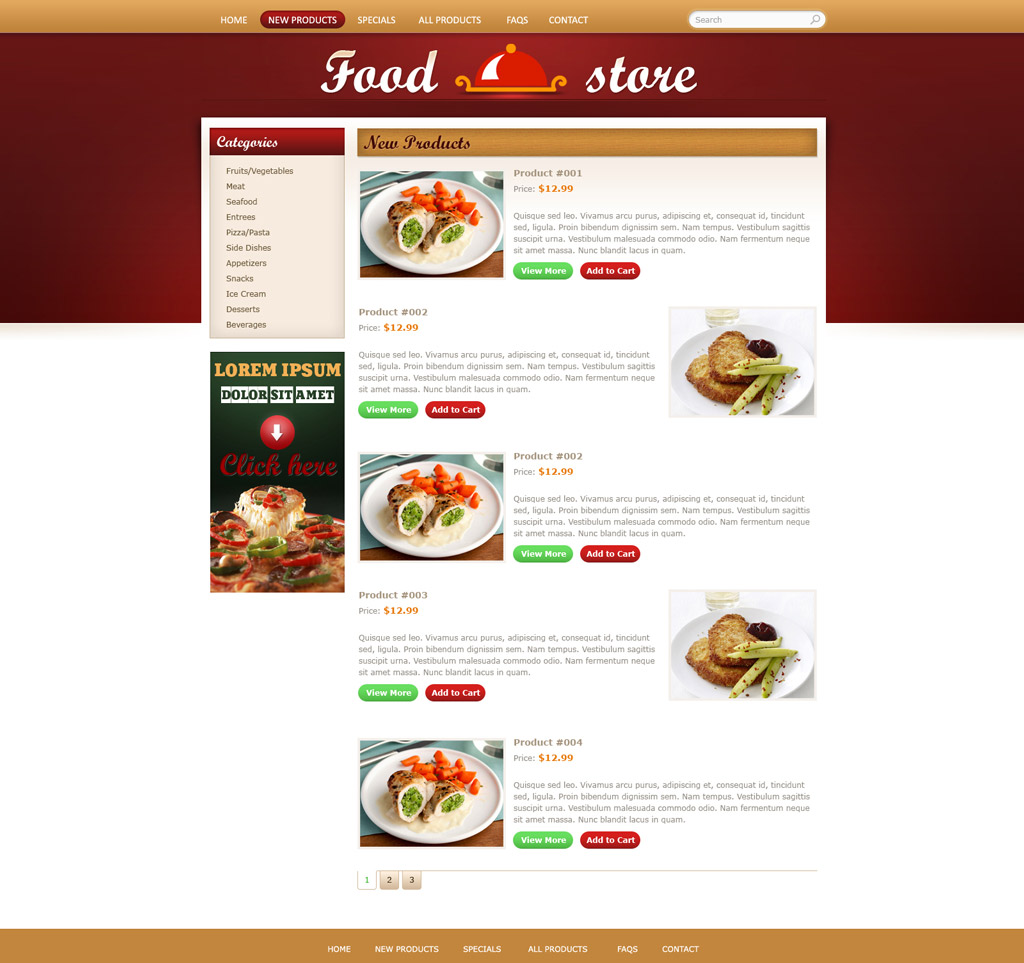 HOME NEW PRODUCTS SPECIALS ALL PRODUCTS FAQS CONTACT Search
Food store
Categories
Fruits/Vegetables
Meat
Seafood
Entrees
Pizza/Pasta
Side Dishes
Appetizers
Snacks
Ice Cream
Desserts
Beverages
LOREM IPSUM
DOLOR SIT AMET
Click here
New Products
Product #001
Price: $12.99
Quisque sed leo. Vivamus arcu purus, adipiscing et, consequat id, tincidunt
sed, ligula. Proin bibendum dignissim sem. Nam tempus. Vestibulum sagittis
suscipit urna. Vestibulum malesuada commodo odio. Nam fermentum neque
sit amet massa. Nunc blandit lacus in quam.
View More Add to Cart
Product #002
Price: $12.99
Quisque sed leo. Vivamus arcu purus, adipiscing et, consequat id, tincidunt
sed, ligula. Proin bibendum dignissim sem. Nam tempus. Vestibulum sagittis
suscipit urna. Vestibulum malesuada commodo odio. Nam fermentum neque
sit amet massa. Nunc blandit lacus in quam.
View More Add to Cart
Product #002
Price: $12.99
Quisque sed leo. Vivamus arcu purus, adipiscing et, consequat id, tincidunt
sed, ligula. Proin bibendum dignissim sem. Nam tempus. Vestibulum sagittis
suscipit urna. Vestibulum malesuada commodo odio. Nam fermentum neque
sit amet massa. Nunc blandit lacus in quam.
View More Add to Cart
Product #003
Price: $12.99
Quisque sed leo. Vivamus arcu purus, adipiscing et, consequat id, tincidunt
sed, ligula. Proin bibendum dignissim sem. Nam tempus. Vestibulum sagittis
suscipit urna. Vestibulum malesuada commodo odio. Nam fermentum neque
sit amet massa. Nunc blandit lacus in quam.
View More Add to Cart
Product #004
Price: $12.99
Quisque sed leo. Vivamus arcu purus, adipiscing et, consequat id, tincidunt
sed, ligula. Proin bibendum dignissim sem. Nam tempus. Vestibulum sagittis
suscipit urna. Vestibulum malesuada commodo odio. Nam fermentum neque
sit amet massa. Nunc blandit lacus in quam.
View More Add to Cart
1 2 3
HOME NEW PRODUCTS SPECIALS ALL PRODUCTS FAQS CONTACT